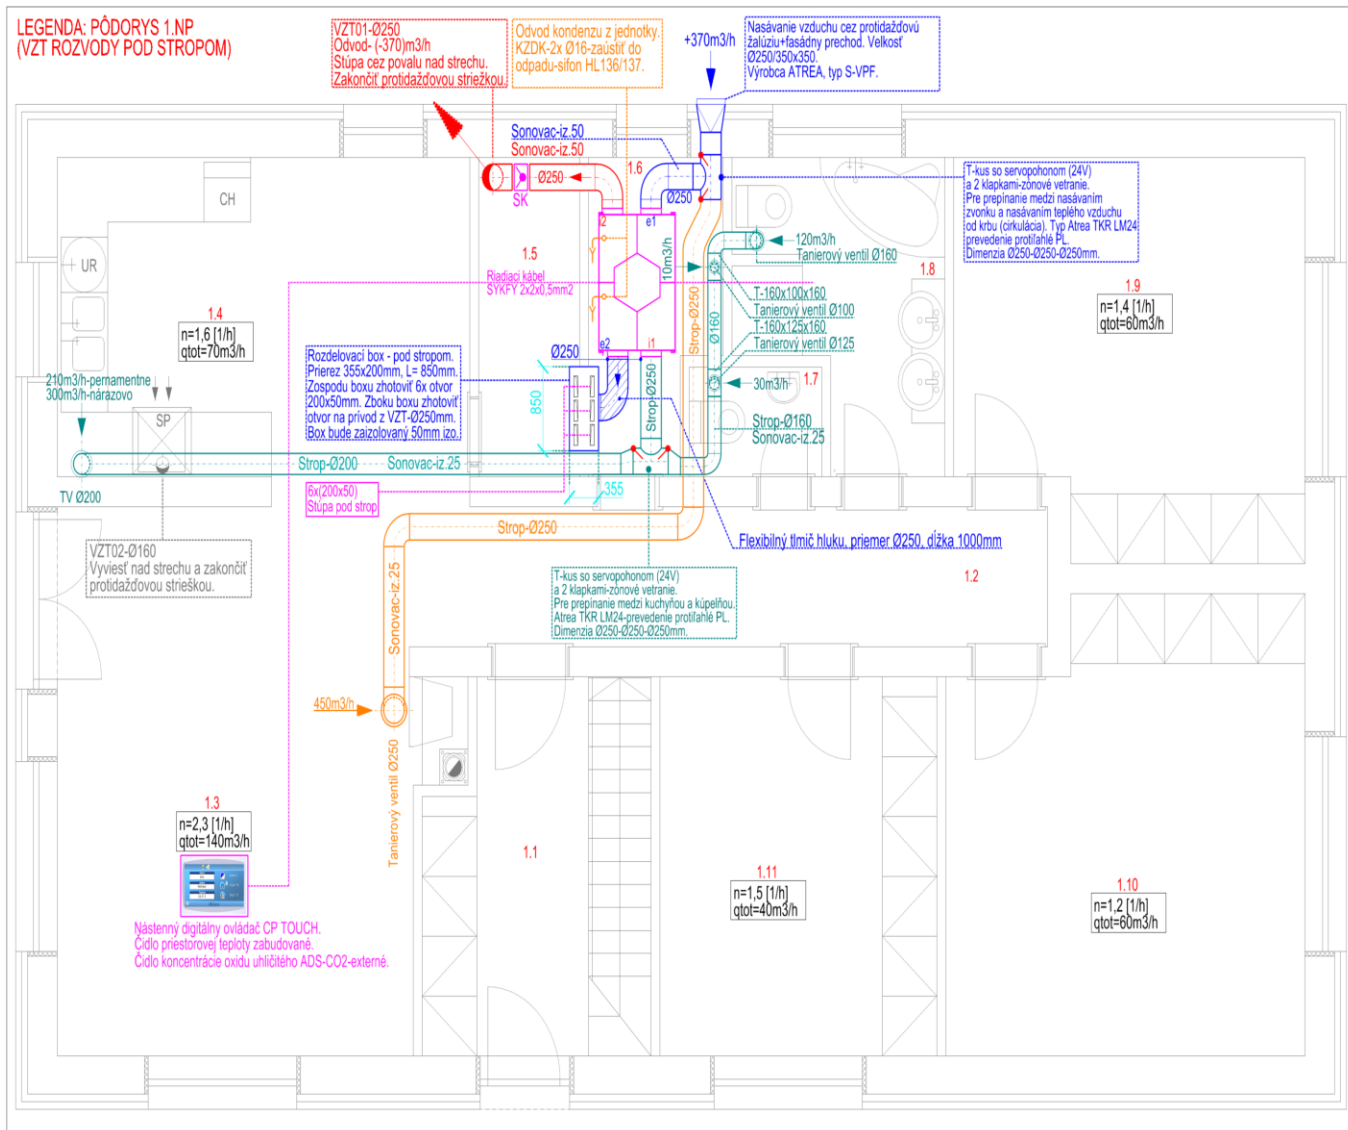 LEGENDA: PÔDORYS 1.NP
(VZT ROZVODY POD STROPOM)
VZT01-Ø250
Odvod- (-370)m3/h
Stúpa cez povalu nad strechu.
Zakončiť protidažďovou striežkou.
Odvod kondenzu z jednotky.
KZDK-2x Ø16-zaústiť do
odpadu-sifon HL136/137.
+370m3/h
Nasávanie vzduchu cez protidažďovú
žalúziu+fasádny prechod. Velkosť
Ø250/350x350.
Výrobca ATREA, typ S-VPF.
Sonovac-iz.50
Sonovac-iz.50
1.6
Ø250
SK
Ø250
i2
e1
T-kus so servopohonom (24V)
a 2 klapkami-zónové vetranie.
Pre prepínanie medzi nasávaním
zvonku a nasávaním teplého vzduchu
od krbu (cirkulácia). Typ Atrea TKR LM24
prevedenie protiľahlé PL.
Dimenzia Ø250-Ø250-Ø250mm.
CH
UR
1.5
Riadiaci kábel
SYKFY 2x2x0,5mm2
10m3/h
120m3/h
Tanierový ventil Ø160
1.8
1.9
n=1,4 [1/h]
qtot=60m3/h
T-160x100x160
Tanierový ventil Ø100
T-160x125x160
Tanierový ventil Ø125
Strop-Ø250
Ø160
1.4
n=1,6 [1/h]
qtot=70m3/h
Rozdelovací box - pod stropom.
Prierez 355x200mm, L= 850mm.
Zospodu boxu zhotoviť 6x otvor
200x50mm. Zboku boxu zhotoviť
otvor na prívod z VZT-Ø250mm.
Box bude zaizolovaný 50mm izo.
Ø250
e2
i1
850
Strop-Ø250
30m3/h
1.7
210m3/h-pernamentne
300m3/h-nárazovo
SP
Strop-Ø160
Sonovac-iz.25
Strop-Ø200
Sonovac-iz.25
TV Ø200
6x(200x50)
Stúpa pod strop
355
Strop-Ø250
Flexibilný tlmič hluku, priemer Ø250, dĺžka 1000mm
VZT02-Ø160
Vyviesť nad strechu a zakončiť
protidažďovou strieškou.
Sonovac-iz.25
T-kus so servopohonom (24V)
a 2 klapkami-zónové vetranie.
Pre prepínanie medzi kuchyňou a kúpelňou.
Atrea TKR LM24-prevedenie protiľahlé PL.
Dimenzia Ø250-Ø250-Ø250mm.
1.2
450m3/h
Tanierový ventil Ø250
1.3
n=2,3 [1/h]
qtot=140m3/h
1.1
1.11
n=1,5 [1/h]
qtot=40m3/h
1.10
n=1,2 [1/h]
qtot=60m3/h
Nástenný digitálny ovládač CP TOUCH.
Čidlo priestorovej teploty zabudované.
Čidlo koncentrácie oxidu uhličitého ADS-CO2-externé.